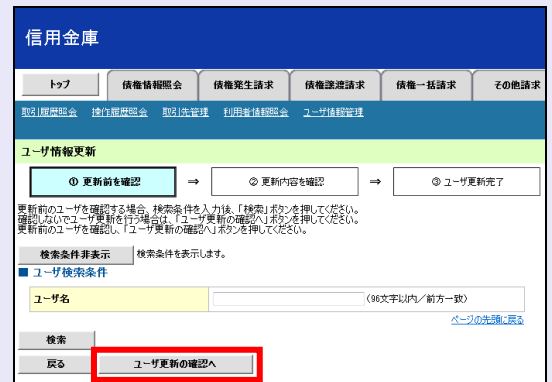 信用金庫
トップ 債権情報照会 債権発生請求 債権譲渡請求 債権一括請求 その他請求
取引履歴照会 操作履歴照会 取引先管理 利用者情報照会 ユーザ情報管理
ユーザ情報更新
① 更新前を確認 ⇒ ② 更新内容を確認 ⇒ ③ ユーザ更新完了
更新前のユーザを確認する場合、検索条件を入力後、「検索」ボタンを押してください。
確認しないでユーザ更新を行う場合は、「ユーザ更新の確認へ」ボタンを押してください。
更新前のユーザを確認し、「ユーザ更新の確認へ」ボタンを押してください。
検索条件非表示 検索条件を表示します。
■ ユーザ検索条件
ユーザ名 (96文字以内／前方一致)
ページの先頭に戻る
検索
戻る ユーザ更新の確認へ